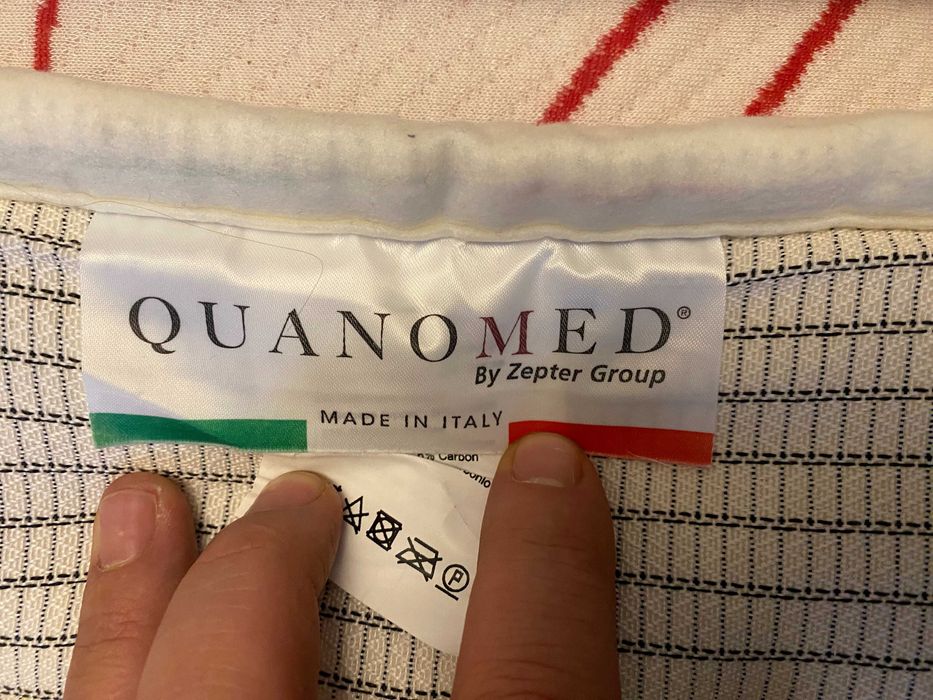 QUANOMED®
By Zepter Group
MADE IN ITALY
% Carbon
P